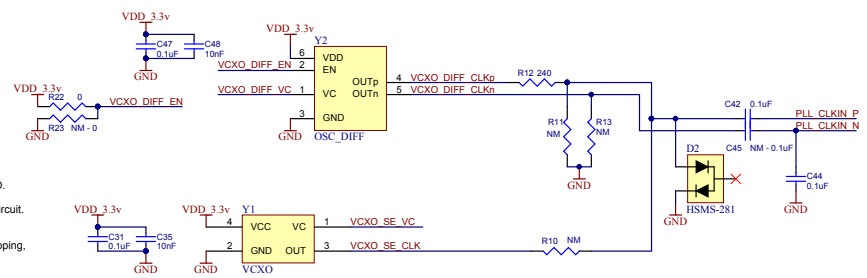 VDD_3.3v
C47
0.1uF
C48
10nF
GND
VDD_3.3v
Y2
6
VDD
VCXO_DIFF_EN
2
EN
OUTp
4
VCXO_DIFF_CLKp
R12 240
OUTn
5
VCXO_DIFF_CLKn
VCXO_DIFF_VC
1
VC
3
GND
GND
OSC_DIFF
VDD_3.3v
R22
0
VCXO_DIFF_EN
R23
NM - 0
GND
R11
NM
R13
NM
GND
C42
0.1uF
PLL_CLKIN_P
PLL_CLKIN_N
C45
NM - 0.1uF
D2
HSMS-281
GND
C44
0.1uF
GND
D.
rcuit.
pping,
VDD_3.3v
C31
0.1uF
C35
10nF
GND
VDD_3.3v
Y1
4
VCC
VC
1
VCXO_SE_VC
2
GND
OUT
3
VCXO_SE_CLK
GND
VCXO
R10
NM